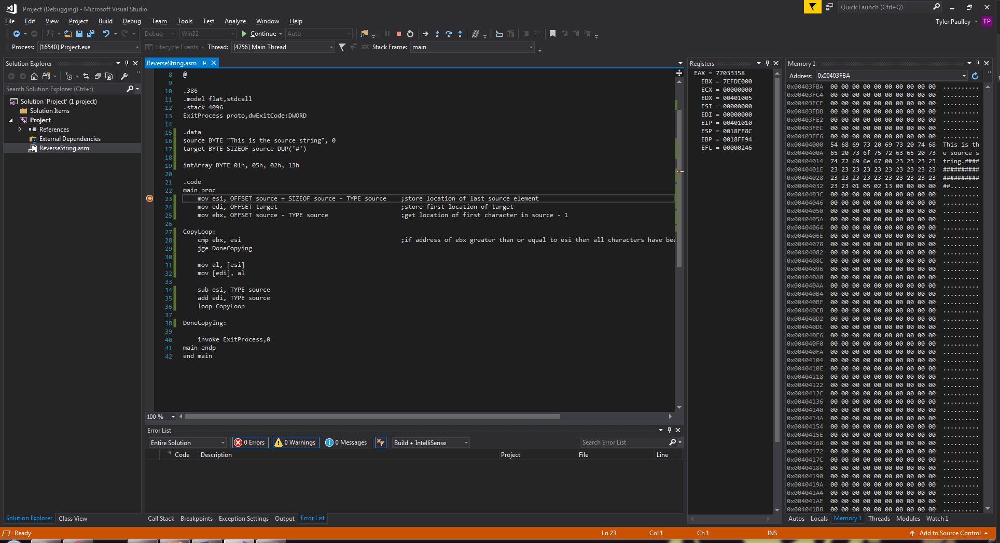 Project (Debugging) - Microsoft Visual Studio
Quick Launch (Ctrl+Q)
File Edit View Project Build Debug Team Tools Test Analyze Window Help
Tyler Paulley TP
Debug Win32 Continue Auto
Process: [16540] Project.exe Lifecycle Events Thread: [4756] Main Thread Stack Frame: main
Solution Explorer
Search Solution Explorer (Ctrl+;)
Solution 'Project' (1 project)
Solution Items
Project
References
External Dependencies
ReverseString.asm
Solution Explorer Class View
ReverseString.asm
8 @
9
10 .386
11 .model flat,stdcall
12 .stack 4096
13 ExitProcess proto,dwExitCode:DWORD
14
15 .data
16 source BYTE "This is the source string", 0
17 target BYTE SIZEOF source DUP('#')
18
19 intArray BYTE 01h, 05h, 02h, 13h
20
21 .code
22 main proc
23 mov esi, OFFSET source + SIZEOF source - TYPE source ;store location of last source element
24 mov edi, OFFSET target ;store first location of target
25 mov ebx, OFFSET source - TYPE source ;get location of first character in source - 1
26
27 CopyLoop:
28 cmp ebx, esi ;if address of ebx greater than or equal to esi then all characters have bee
29 jge DoneCopying
30
31 mov al, [esi]
32 mov [edi], al
33
34 sub esi, TYPE source
35 add edi, TYPE source
36 loop CopyLoop
37
38 DoneCopying:
39
40 invoke ExitProcess,0
41 main endp
42 end main
100 %
Error List
Entire Solution 0 Errors 0 Warnings 0 Messages Build + IntelliSense Search Error List
Code Description Project File Line
Call Stack Breakpoints Exception Settings Output Error List
Registers
EAX = 77033358
EBX = 7EFDE000
ECX = 00000000
EDX = 00401005
ESI = 00000000
EDI = 00000000
EIP = 00401010
ESP = 0018FF8C
EBP = 0018FF94
EFL = 00000246
Memory 1
Address: 0x00403FBA
0x00403FBA 00 00 00 00 00 00 00 00 00 00 ..........
0x00403FC4 00 00 00 00 00 00 00 00 00 00 ..........
0x00403FCE 00 00 00 00 00 00 00 00 00 00 ..........
0x00403FD8 00 00 00 00 00 00 00 00 00 00 ..........
0x00403FE2 00 00 00 00 00 00 00 00 00 00 ..........
0x00403FEC 00 00 00 00 00 00 00 00 00 00 ..........
0x00403FF6 00 00 00 00 00 00 00 00 00 00 ..........
0x00404000 54 68 69 73 20 69 73 20 74 68 This is th
0x0040400A 65 20 73 6f 75 72 63 65 20 73 e source s
0x00404014 74 72 69 6e 67 00 23 23 23 23 tring.####
0x0040401E 23 23 23 23 23 23 23 23 23 23 ##########
0x00404028 23 23 23 23 23 23 23 23 23 23 ##########
0x00404032 23 23 01 05 02 13 00 00 00 00 ##........
0x0040403C 00 00 00 00 00 00 00 00 00 00 ..........
0x00404046 00 00 00 00 00 00 00 00 00 00 ..........
0x00404050 00 00 00 00 00 00 00 00 00 00 ..........
0x0040405A 00 00 00 00 00 00 00 00 00 00 ..........
0x00404064 00 00 00 00 00 00 00 00 00 00 ..........
0x0040406E 00 00 00 00 00 00 00 00 00 00 ..........
0x00404078 00 00 00 00 00 00 00 00 00 00 ..........
0x00404082 00 00 00 00 00 00 00 00 00 00 ..........
0x0040408C 00 00 00 00 00 00 00 00 00 00 ..........
0x00404096 00 00 00 00 00 00 00 00 00 00 ..........
0x004040A0 00 00 00 00 00 00 00 00 00 00 ..........
0x004040AA 00 00 00 00 00 00 00 00 00 00 ..........
0x004040B4 00 00 00 00 00 00 00 00 00 00 ..........
0x004040BE 00 00 00 00 00 00 00 00 00 00 ..........
0x004040C8 00 00 00 00 00 00 00 00 00 00 ..........
0x004040D2 00 00 00 00 00 00 00 00 00 00 ..........
0x004040DC 00 00 00 00 00 00 00 00 00 00 ..........
0x004040E6 00 00 00 00 00 00 00 00 00 00 ..........
0x004040F0 00 00 00 00 00 00 00 00 00 00 ..........
0x004040FA 00 00 00 00 00 00 00 00 00 00 ..........
0x00404104 00 00 00 00 00 00 00 00 00 00 ..........
0x0040410E 00 00 00 00 00 00 00 00 00 00 ..........
0x00404118 00 00 00 00 00 00 00 00 00 00 ..........
0x00404122 00 00 00 00 00 00 00 00 00 00 ..........
0x0040412C 00 00 00 00 00 00 00 00 00 00 ..........
0x00404136 00 00 00 00 00 00 00 00 00 00 ..........
0x00404140 00 00 00 00 00 00 00 00 00 00 ..........
0x0040414A 00 00 00 00 00 00 00 00 00 00 ..........
0x00404154 00 00 00 00 00 00 00 00 00 00 ..........
0x0040415E 00 00 00 00 00 00 00 00 00 00 ..........
0x00404168 00 00 00 00 00 00 00 00 00 00 ..........
0x00404172 00 00 00 00 00 00 00 00 00 00 ..........
0x0040417C 00 00 00 00 00 00 00 00 00 00 ..........
0x00404186 00 00 00 00 00 00 00 00 00 00 ..........
0x00404190 00 00 00 00 00 00 00 00 00 00 ..........
0x0040419A 00 00 00 00 00 00 00 00 00 00 ..........
0x004041A4 00 00 00 00 00 00 00 00 00 00 ..........
0x004041AE 00 00 00 00 00 00 00 00 00 00 ..........
0x004041B8 00 00 00 00 00 00 00 00 00 00 ..........
Autos Locals Memory 1 Threads Modules Watch 1
Ready Ln 23 Col 1 Ch 1 INS Add to Source Control